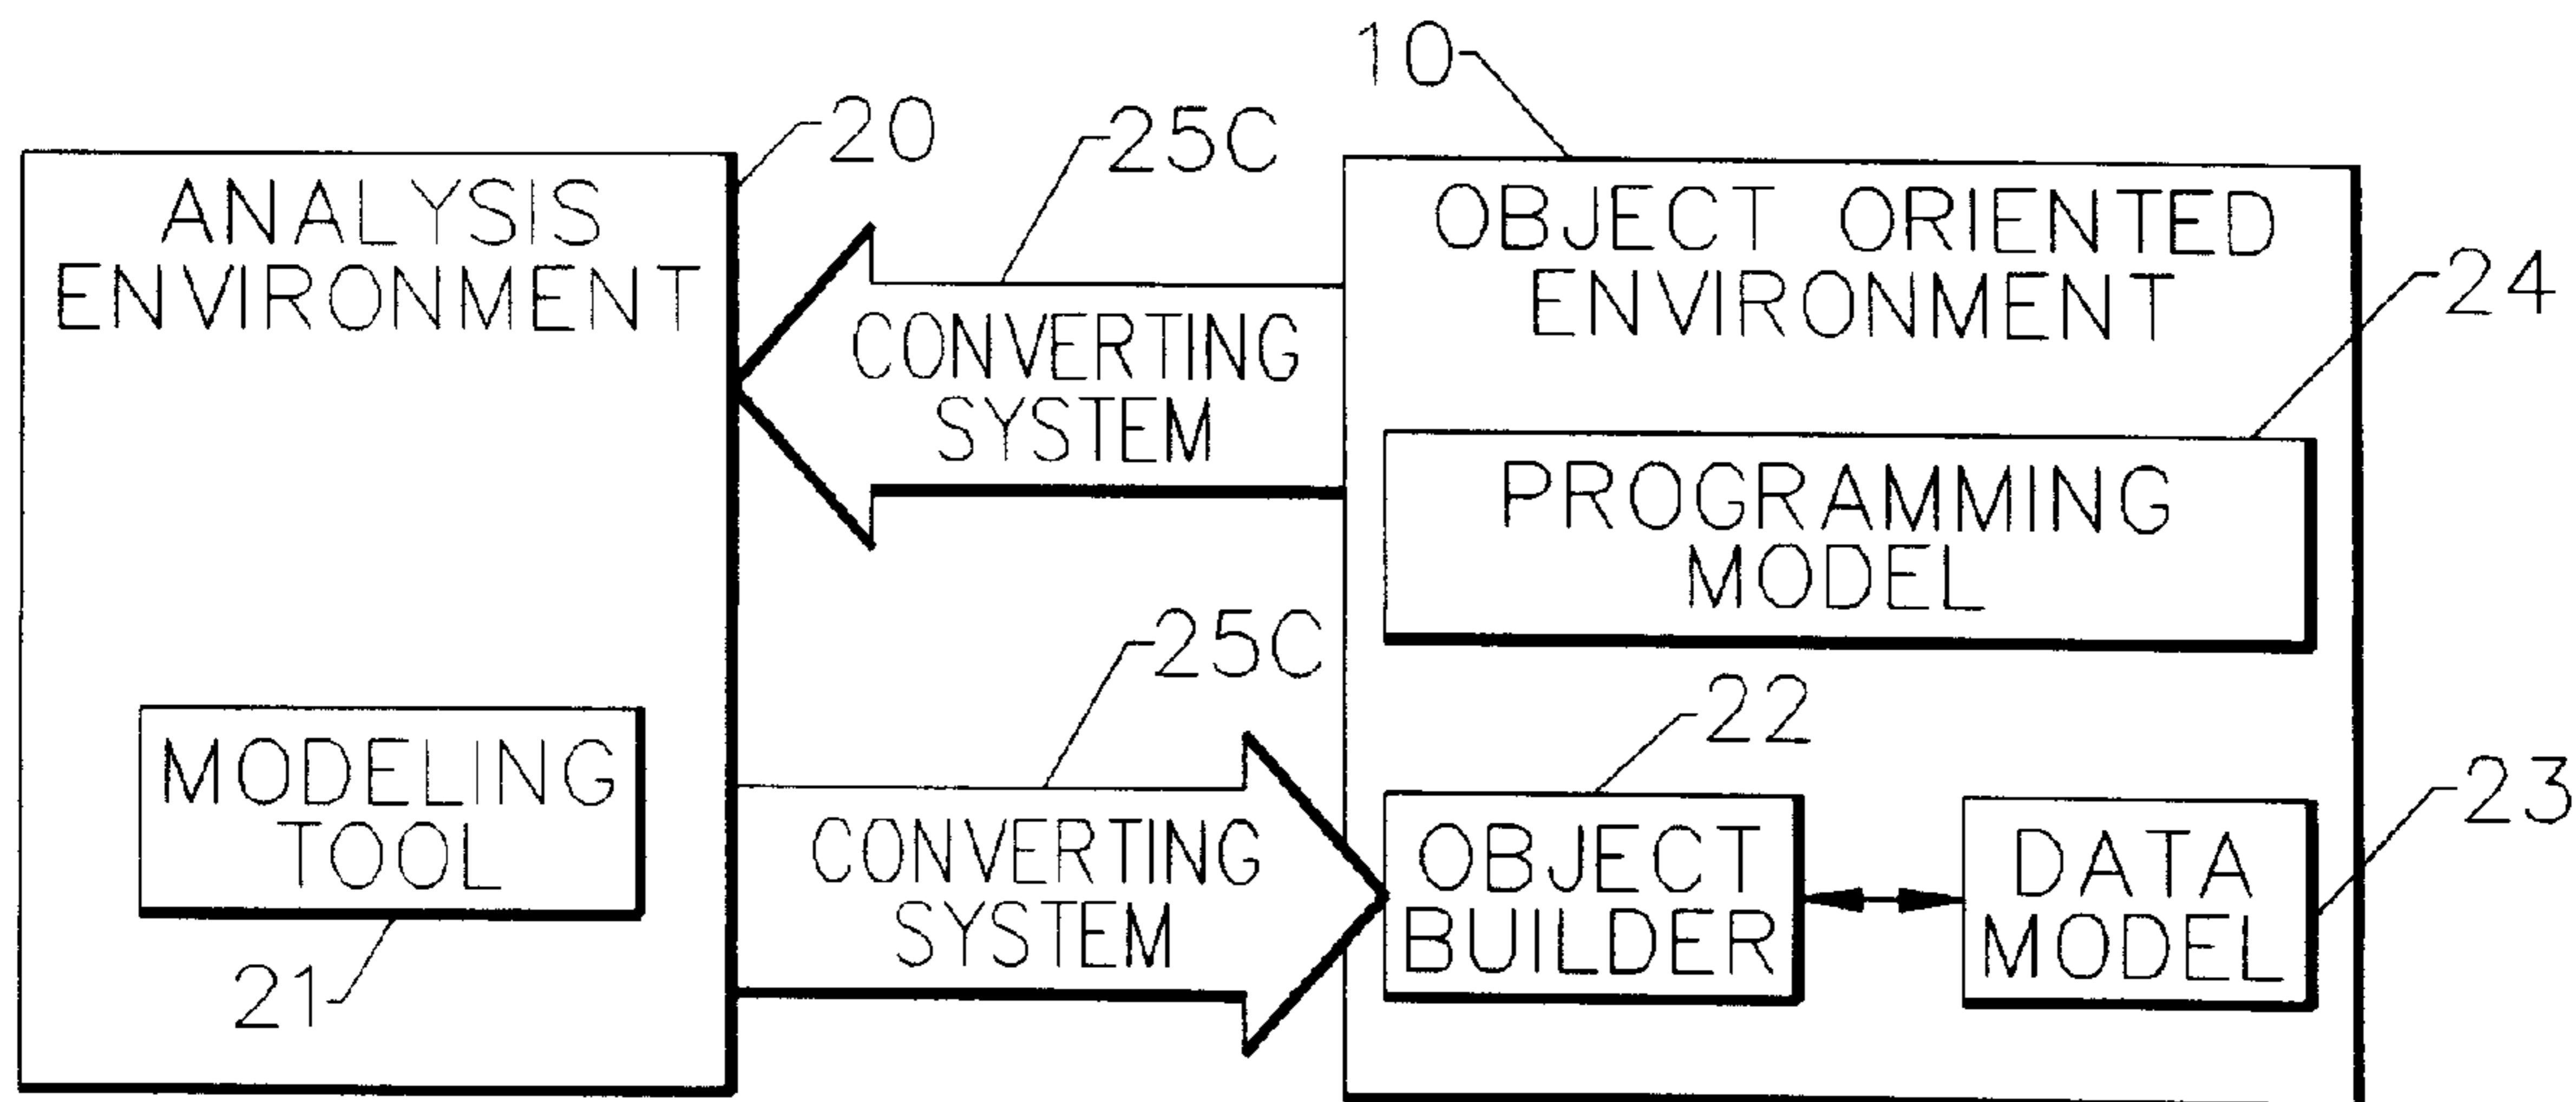 10
20
25C
ANALYSIS
ENVIRONMENT
OBJECT ORIENTED
ENVIRONMENT
24
CONVERTING
SYSTEM
PROGRAMMING
MODEL
25C
22
MODELING
TOOL
21
CONVERTING
SYSTEM
OBJECT
BUILDER
DATA
MODEL
23